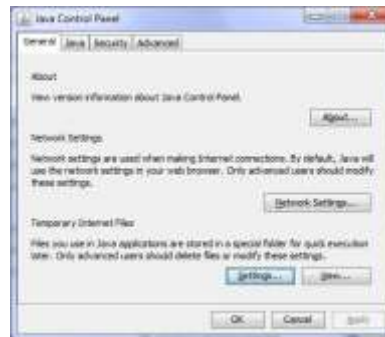 Java Control Panel
General Java Security Advanced
About
View version information about Java Control Panel.
About...
Network Settings
Network settings are used when making Internet connections. By default, Java will
use the network settings in your web browser. Only advanced users should modify
these settings.
Network Settings...
Temporary Internet Files
Files you use in Java applications are stored in a special folder for quick execution
later. Only advanced users should delete files or modify these settings.
Settings... View...
OK Cancel Apply